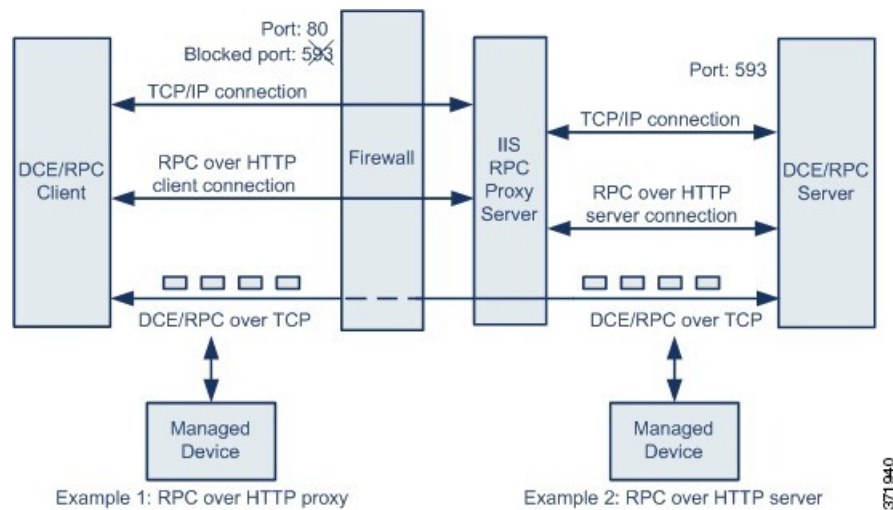 Port: 80
Blocked port: 593
Port: 593
TCP/IP connection
TCP/IP connection
DCE/RPC
Client
RPC over HTTP
client connection
Firewall
IIS
RPC
Proxy
Server
RPC over HTTP
server connection
DCE/RPC
Server
DCE/RPC over TCP
DCE/RPC over TCP
Managed
Device
Managed
Device
Example 1: RPC over HTTP proxy
Example 2: RPC over HTTP server
371949